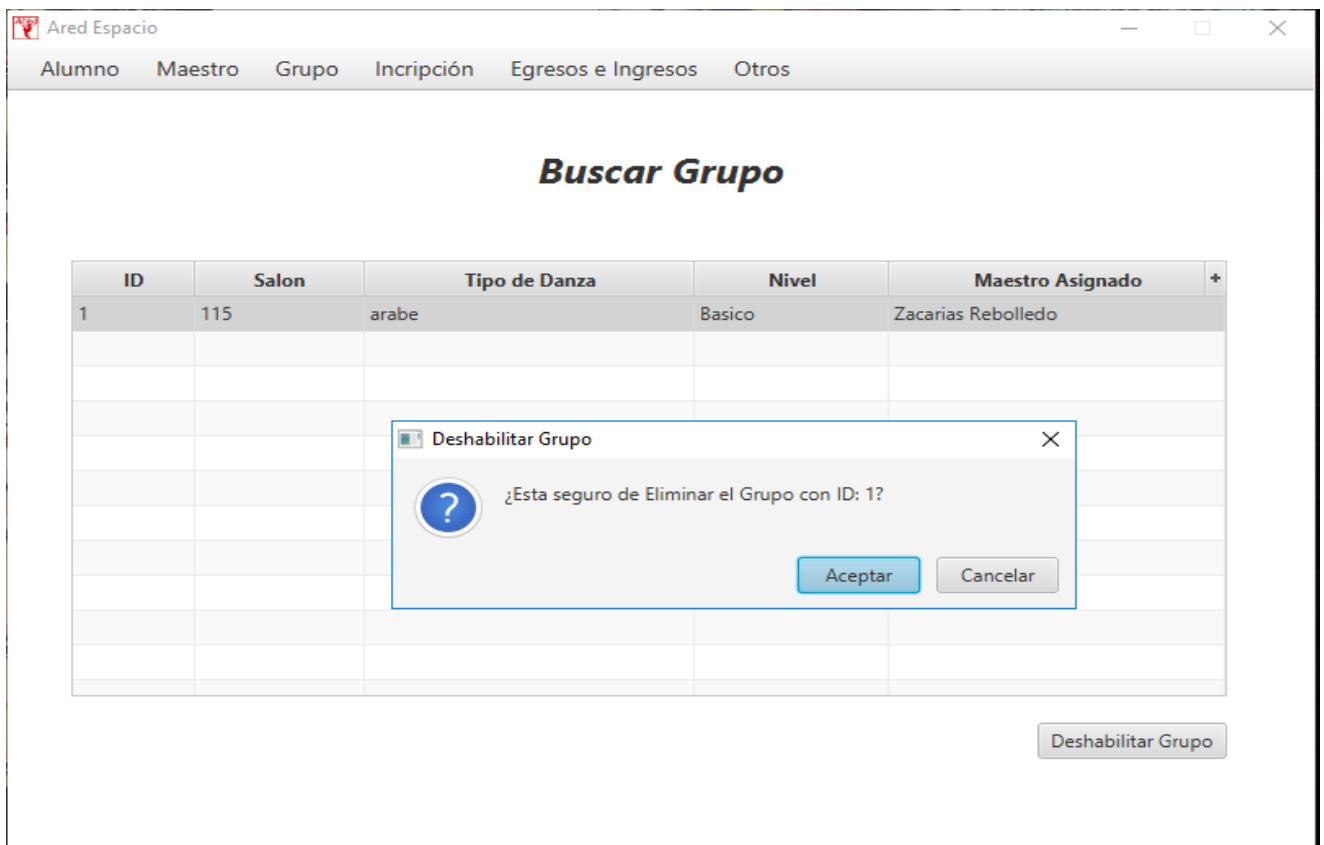 Ared Espacio
Alumno Maestro Grupo Incripción Egresos e Ingresos Otros
Buscar Grupo
ID Salon Tipo de Danza Nivel Maestro Asignado +
1 115 arabe Basico Zacarias Rebolledo
Deshabilitar Grupo
¿Esta seguro de Eliminar el Grupo con ID: 1?
Aceptar Cancelar
Deshabilitar Grupo